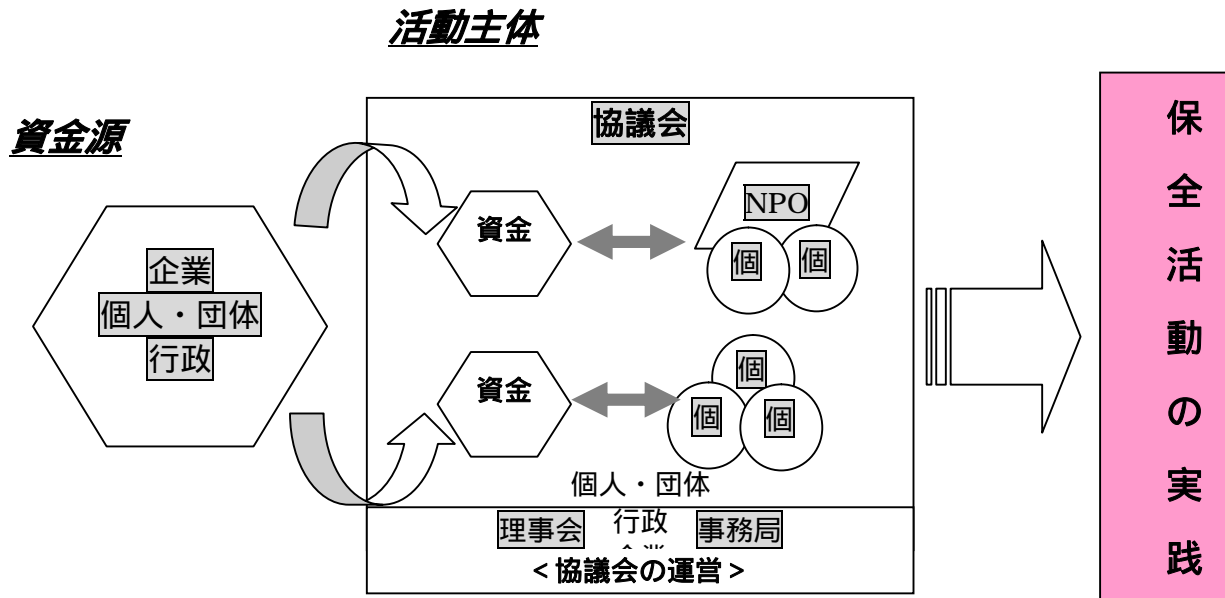 活動主体
資金源
協議会
企業
個人・団体
行政
資金
NPO
個
個
資金
個
個
個
個人・団体
理事会
行政
事務局
<協議会の運営>
保全活動の実践